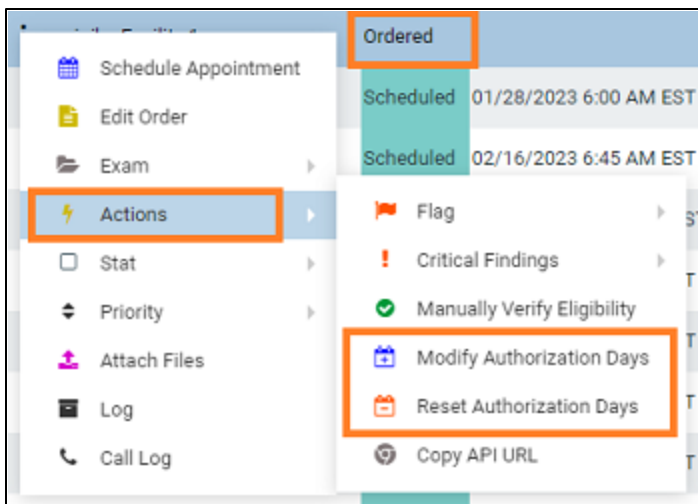 Ordered
Schedule Appointment
Scheduled 01/28/2023 6:00 AM EST
Edit Order
Scheduled 02/16/2023 6:45 AM EST
Exam
Actions
Flag
Stat
Critical Findings
Priority
Manually Verify Eligibility
Attach Files
Modify Authorization Days
Log
Reset Authorization Days
Call Log
Copy API URL